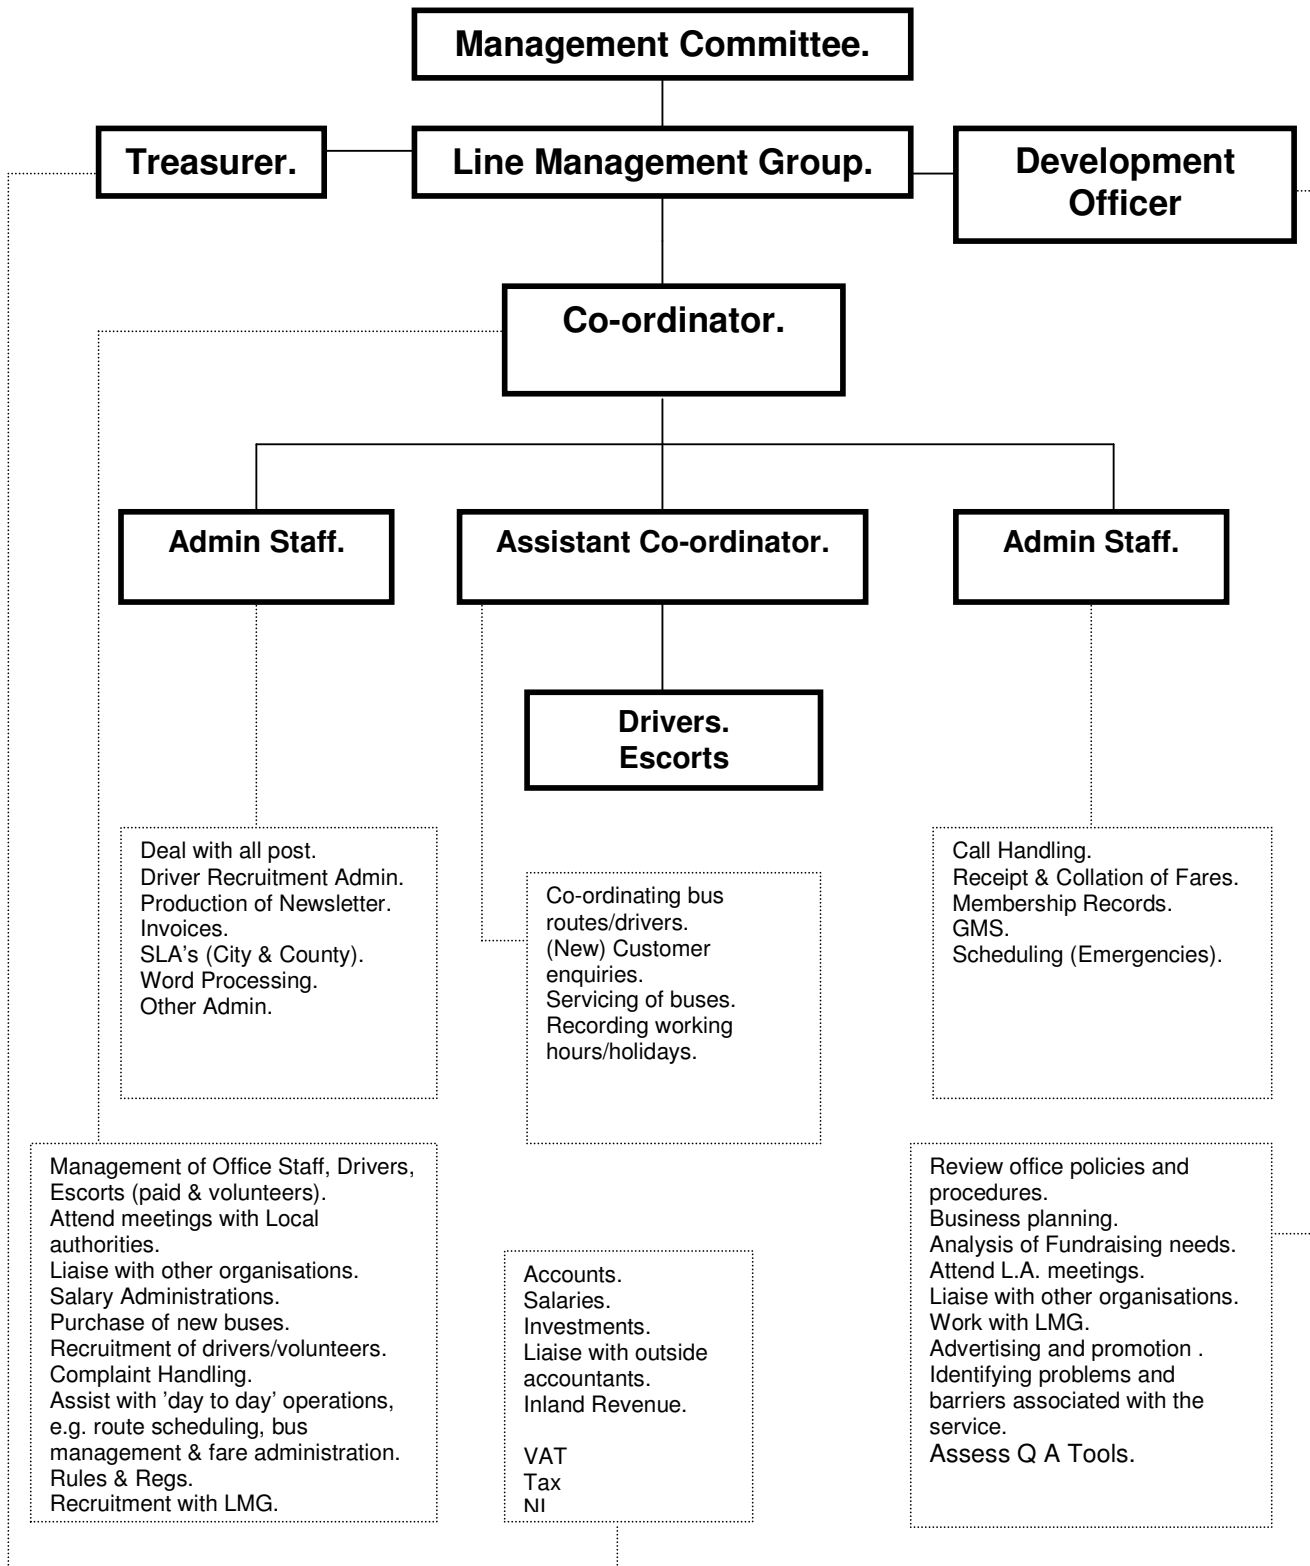 Management Committee.
Treasurer.
Line Management Group.
Development
Officer
Co-ordinator.
Admin Staff.
Assistant Co-ordinator.
Admin Staff.
Drivers.
Escorts
Deal with all post.
Driver Recruitment Admin.
Production of Newsletter.
Invoices.
SLA's (City & County).
Word Processing.
Other Admin.
Co-ordinating bus
routes/drivers.
(New) Customer
enquiries.
Servicing of buses.
Recording working
hours/holidays.
Call Handling.
Receipt & Collation of Fares.
Membership Records.
GMS.
Scheduling (Emergencies).
Management of Office Staff, Drivers,
Escorts (paid & volunteers).
Attend meetings with Local
authorities.
Liaise with other organisations.
Salary Administrations.
Purchase of new buses.
Recruitment of drivers/volunteers.
Complaint Handling.
Assist with 'day to day' operations,
e.g. route scheduling, bus
management & fare administration.
Rules & Regs.
Recruitment with LMG.
Accounts.
Salaries.
Investments.
Liaise with outside
accountants.
Inland Revenue.
VAT
Tax
NI
Review office policies and
procedures.
Business planning.
Analysis of Fundraising needs.
Attend L.A. meetings.
Liaise with other organisations.
Work with LMG.
Advertising and promotion .
Identifying problems and
barriers associated with the
service.
Assess Q A Tools.